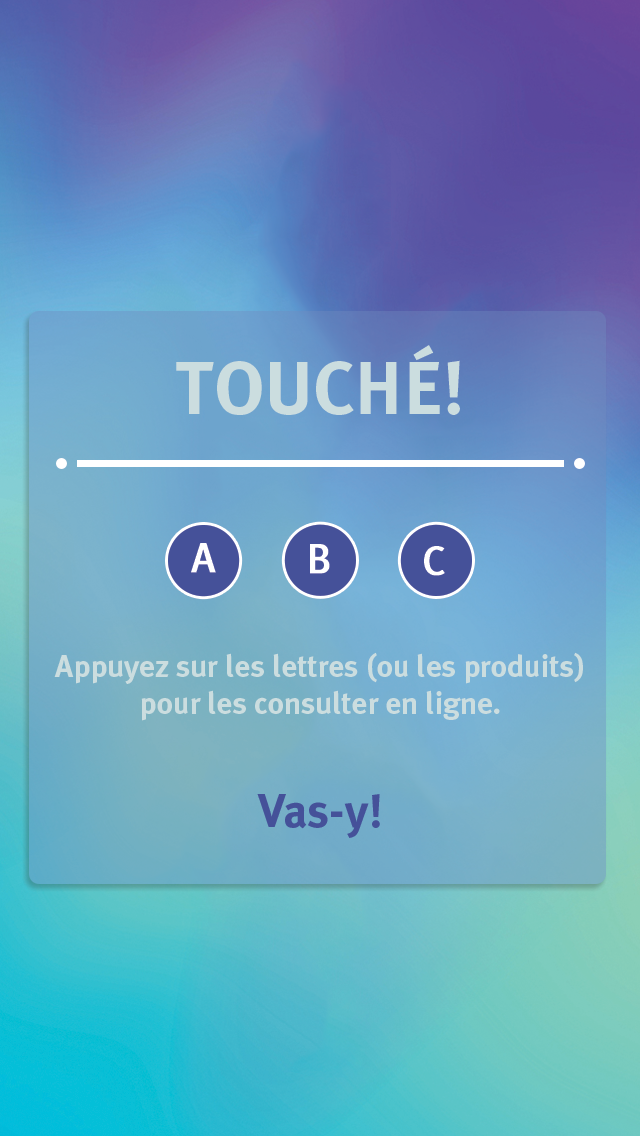 TOUCHÉ!
A B C
Appuyez sur les lettres (ou les produits)
pour les consulter en ligne.
Vas-y!